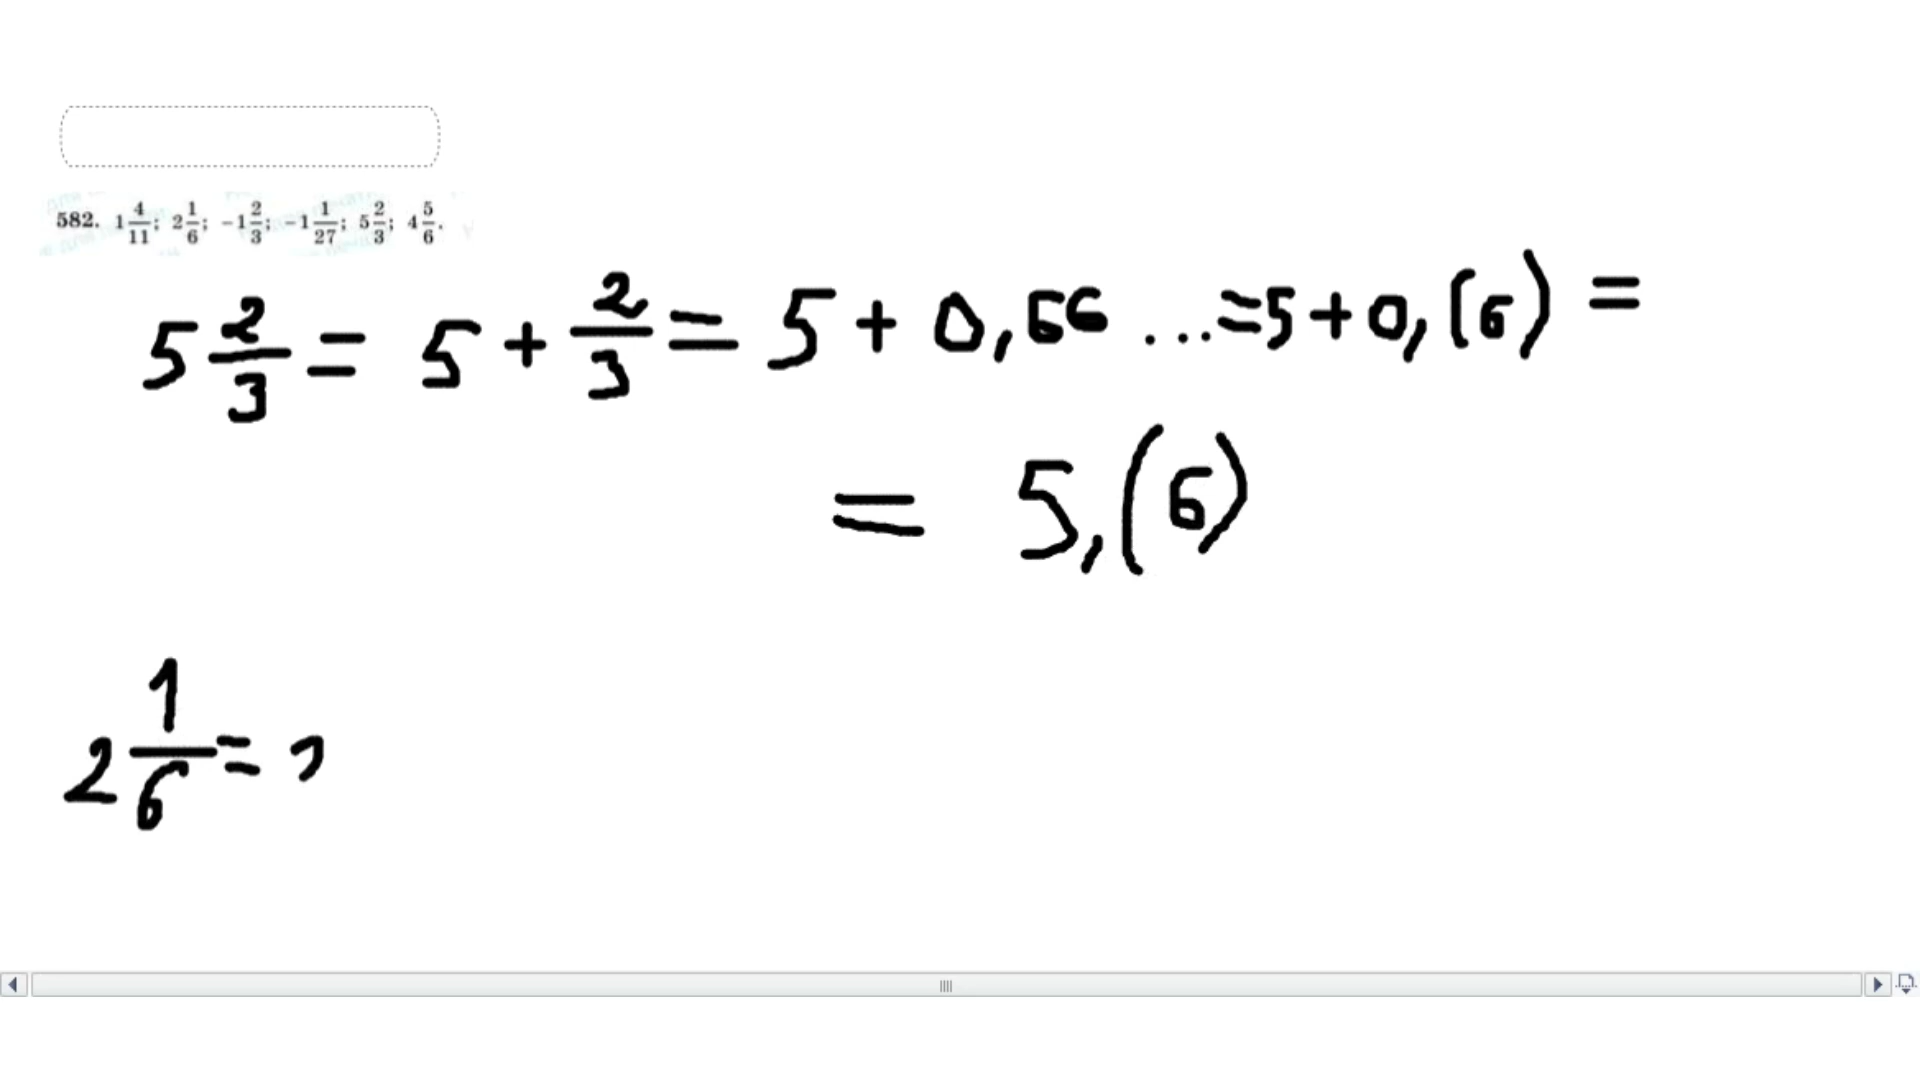 582. 1 4/11; 2 1/6; −1 2/3; −1 1/27; 5 2/3; 4 5/6.
5 2/3 = 5 + 2/3 = 5 + 0,66 ... = 5 + 0,(6) =
= 5,(6)
2 1/6 =